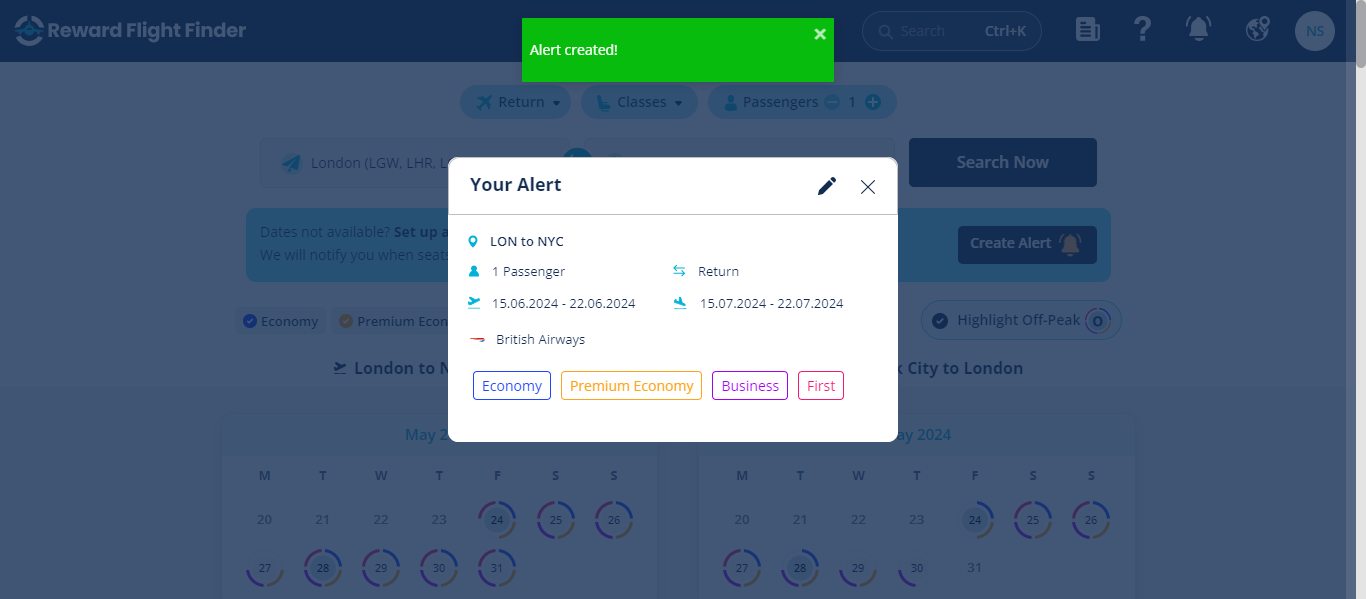 Reward Flight Finder
Alert created!
Search Ctrl+K
NS
Return
Classes
Passengers 1
London (LGW, LHR, L
Search Now
Your Alert
Dates not available? Set up a
We will notify you when seats
Create Alert
LON to NYC
1 Passenger
Return
15.06.2024 - 22.06.2024
15.07.2024 - 22.07.2024
British Airways
Economy
Premium Econ
Highlight Off-Peak O
London to N
k City to London
Economy
Premium Economy
Business
First
May 2
ay 2024
M T W T F S S
20 21 22 23 24 25 26
27 28 29 30 31
M T W T F S S
20 21 22 23 24 25 26
27 28 29 30 31